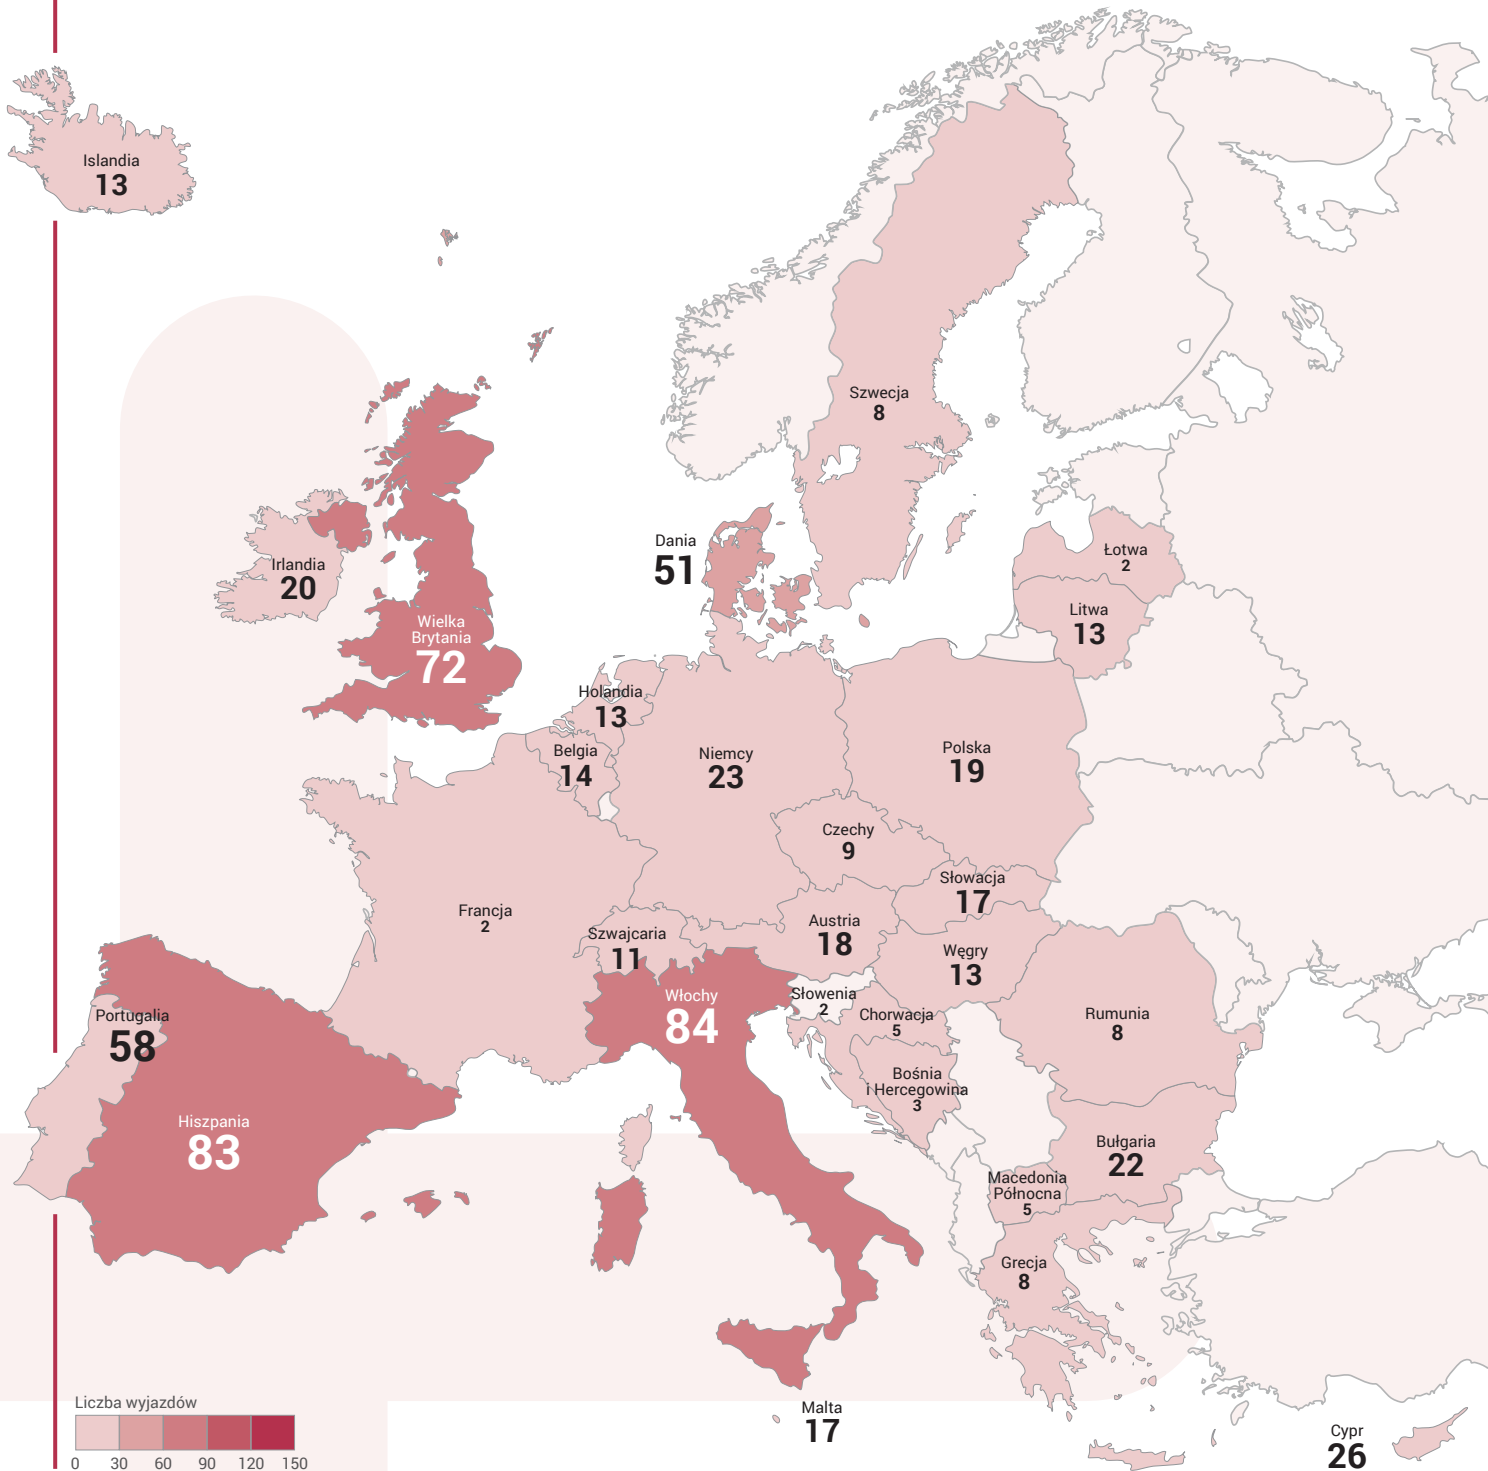 Islandia
13
Szwecja
8
Dania
51
Łotwa
2
Litwa
13
Irlandia
20
Wielka
Brytania
72
Holandia
13
Belgia
14
Niemcy
23
Polska
19
Czechy
9
Słowacja
17
Francja
2
Szwajcaria
11
Austria
18
Węgry
13
Włochy
84
Słowenia
2
Chorwacja
5
Rumunia
8
Portugalia
58
Bośnia
i Hercegowina
3
Hiszpania
83
Bułgaria
22
Macedonia
Północna
5
Grecja
8
Malta
17
Cypr
26
Liczba wyjazdów
0 30 60 90 120 150